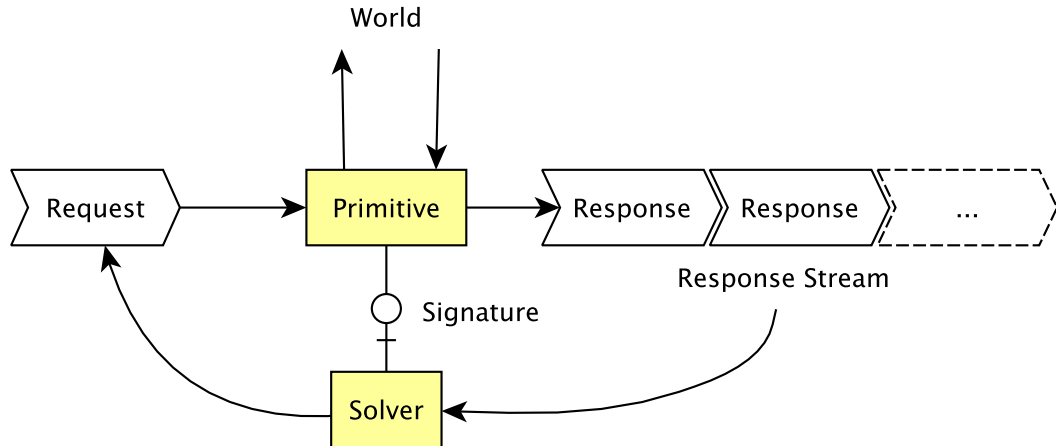 World
Request
Primitive
Response
Response
...
Response Stream
Signature
Solver